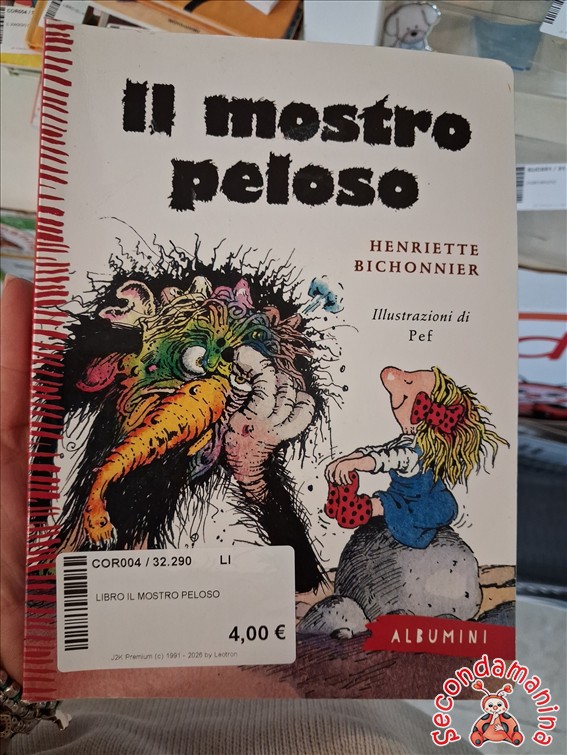 Il mostro
peloso
HENRIETTE
BICHONNIER
Illustrazioni di
Pef
COR004 / 32.290 LI
LIBRO IL MOSTRO PELOSO
4,00 €
J2K Premium (c) 1991 - 2026 by Leotron
ALBUMINI
secondamanina